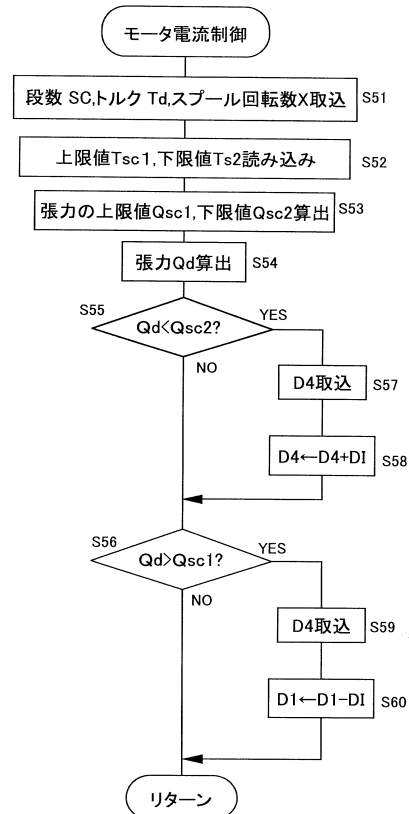 モータ電流制御
段数 SC,トルク Td,スプール回転数X取込
S51
上限値Tsc1,下限値Ts2読み込み
S52
張力の上限値Qsc1,下限値Qsc2算出
S53
張力Qd算出
S54
S55
Qd<Qsc2?
YES
NO
D4取込
S57
D4←D4+DI
S58
S56
Qd>Qsc1?
YES
NO
D4取込
S59
D1←D1−DI
S60
リターン